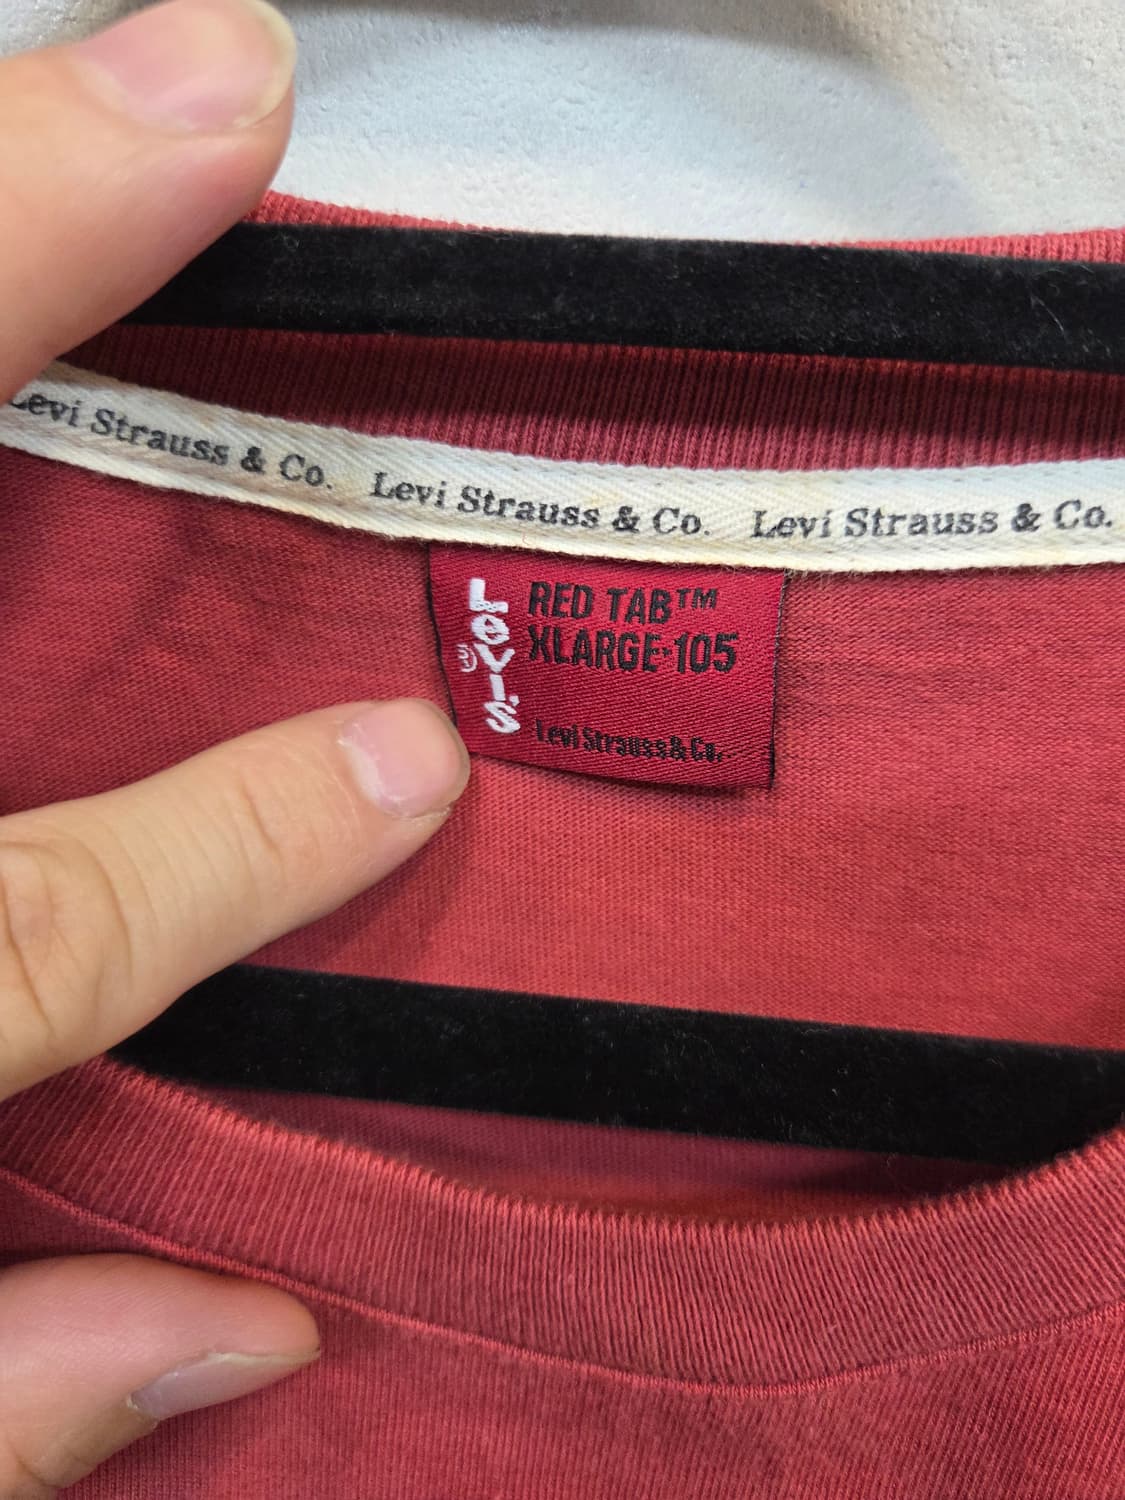 Levi Strauss & Co. Levi Strauss & Co. Levi Strauss & Co.
Levi's
RED TAB™
XLARGE·105
Levi Strauss & Co.